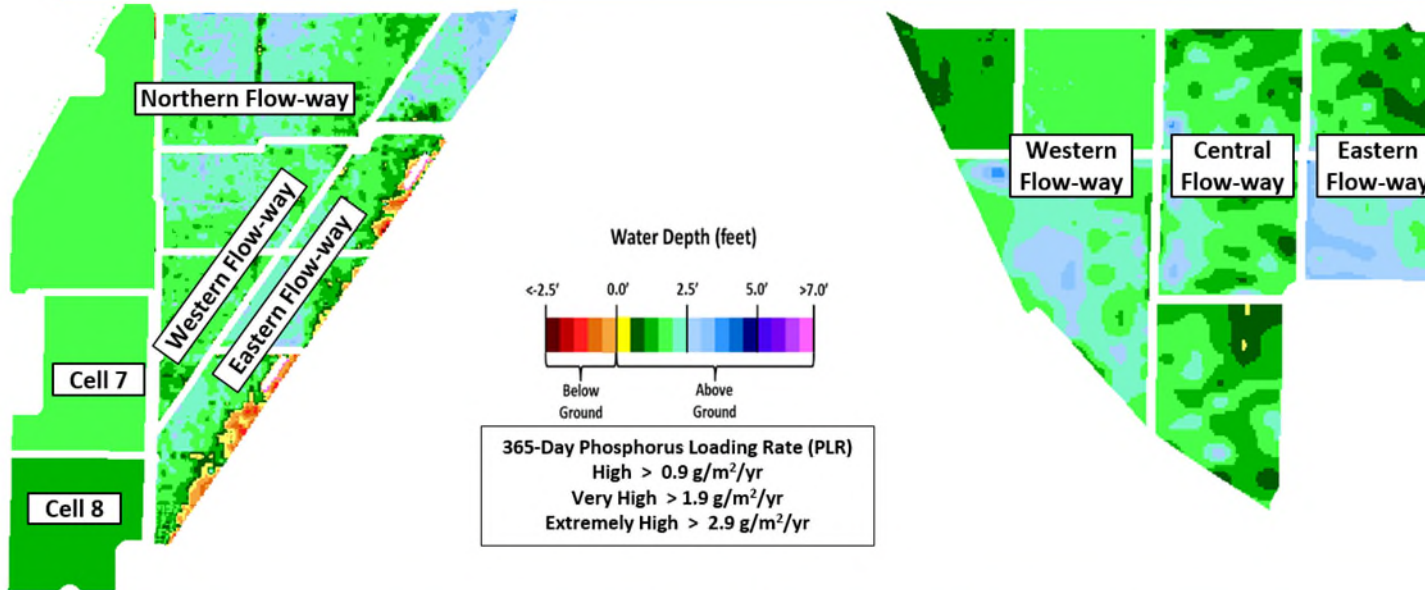 Northern Flow-way
Western Flow-way
Eastern Flow-way
Cell 7
Cell 8
Water Depth (feet)
<-2.5' 0.0' 2.5' 5.0' >7.0'
Below
Ground
Above
Ground
365-Day Phosphorus Loading Rate (PLR)
High > 0.9 g/m²/yr
Very High > 1.9 g/m²/yr
Extremely High > 2.9 g/m²/yr
Western
Flow-way
Central
Flow-way
Eastern
Flow-way